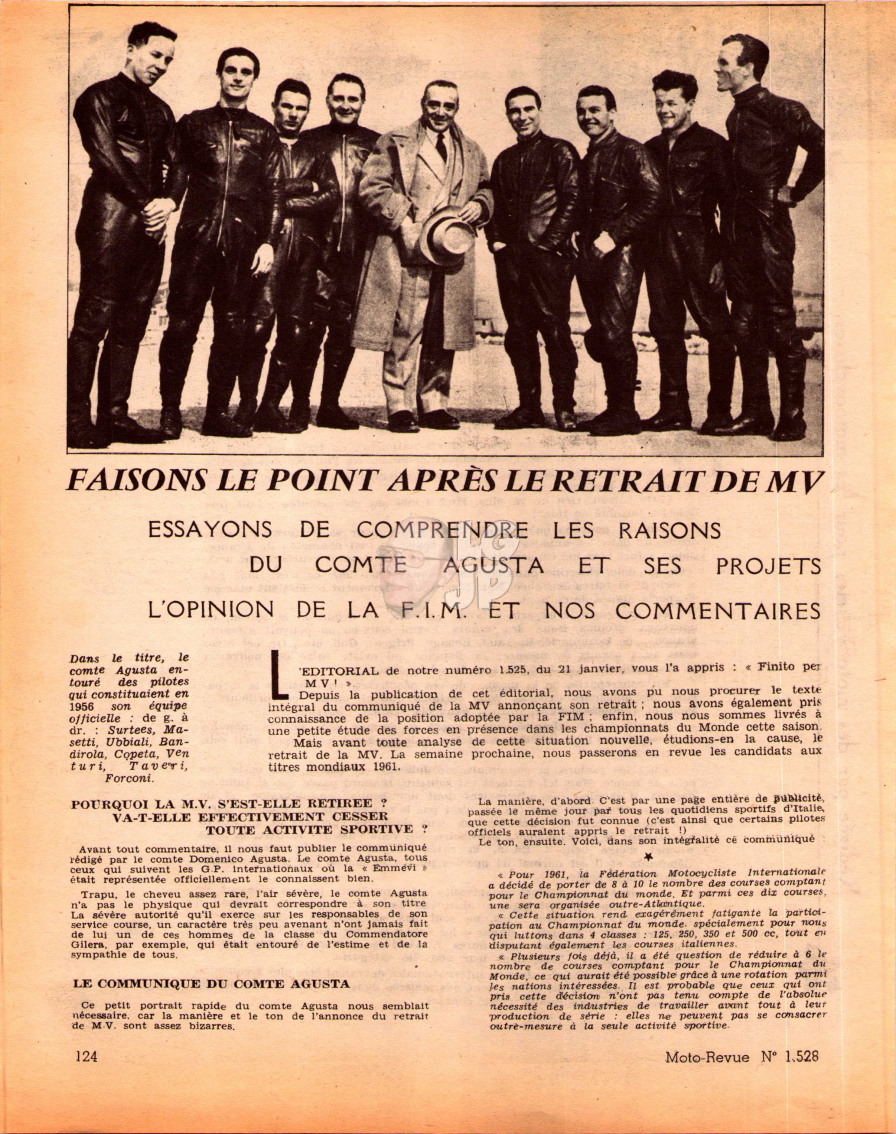 FAISONS LE POINT APRÈS LE RETRAIT DE MV
ESSAYONS DE COMPRENDRE LES RAISONS
DU COMTE AGUSTA ET SES PROJETS
L'OPINION DE LA F.I.M. ET NOS COMMENTAIRES
Dans le titre, le
comte Agusta en-
touré des pilotes
qui constituaient en
1956 son équipe
officielle : de g. à
dr. : Surtees, Ma-
setti, Ubbiali, Ban-
dirola, Copeta, Ven
turi, Taveri,
Forconi.
L'EDITORIAL de notre numéro 1.525, du 21 janvier, vous l'a appris : « Finito per
MV ! ».
Depuis la publication de cet éditorial, nous avons pu nous procurer le texte
intégral du communiqué de la MV annonçant son retrait ; nous avons également pris
connaissance de la position adoptée par la FIM ; enfin, nous nous sommes livrés à
une petite étude des forces en présence dans les championnats du Monde cette saison.
Mais avant toute analyse de cette situation nouvelle, étudions-en la cause, le
retrait de la MV. La semaine prochaine, nous passerons en revue les candidats aux
titres mondiaux 1961.
POURQUOI LA M.V. S'EST-ELLE RETIREE ?
VA-T-ELLE EFFECTIVEMENT CESSER
TOUTE ACTIVITE SPORTIVE ?
Avant tout commentaire, il nous faut publier le communiqué
rédigé par le comte Domenico Agusta. Le comte Agusta, tous
ceux qui suivent les G.P. internationaux où la « Emmévi »
était représentée officiellement le connaissent bien.
Trapu, le cheveu assez rare, l'air sévère, le comte Agusta
n'a pas le physique qui devrait correspondre à son titre
La sévère autorité qu'il exerce sur les responsables de son
service course, un caractère très peu avenant n'ont jamais fait
de lui un de ces hommes de la classe du Commendatore
Gilera, par exemple, qui était entouré de l'estime et de la
sympathie de tous.
LE COMMUNIQUE DU COMTE AGUSTA
Ce petit portrait rapide du comte Agusta nous semblait
nécessaire, car la manière et le ton de l'annonce du retrait
de M.V. sont assez bizarres.
La manière, d'abord. C'est par une page entière de publicité,
passée le même jour par tous les quotidiens sportifs d'Italie,
que cette décision fut connue (c'est ainsi que certains pilotes
officiels auraient appris le retrait !)
Le ton, ensuite. Voici, dans son intégralité ce communiqué
« Pour 1961, la Fédération Motocycliste Internationale
a décidé de porter de 8 à 10 le nombre des courses comptant
pour le Championnat du monde. Et parmi ces dix courses,
une sera organisée outre-Atlantique.
« Cette situation rend exagérément fatigante la partici-
pation au Championnat du monde. spécialement pour nous
qui luttons dans 4 classes : 125, 250, 350 et 500 cc, tout en
disputant également les courses italiennes.
« Plusieurs fois déjà, il a été question de réduire à 6 le
nombre de courses comptant pour le Championnat du
Monde, ce qui aurait été possible grâce à une rotation parmi
les nations intéressées. Il est probable que ceux qui ont
pris cette décision n'ont pas tenu compte de l'absolue
nécessité des industries de travailler avant tout à leur
production de série : elles ne peuvent pas se consacrer
outre-mesure à la seule activité sportive.
124
Moto-Revue N° 1.528